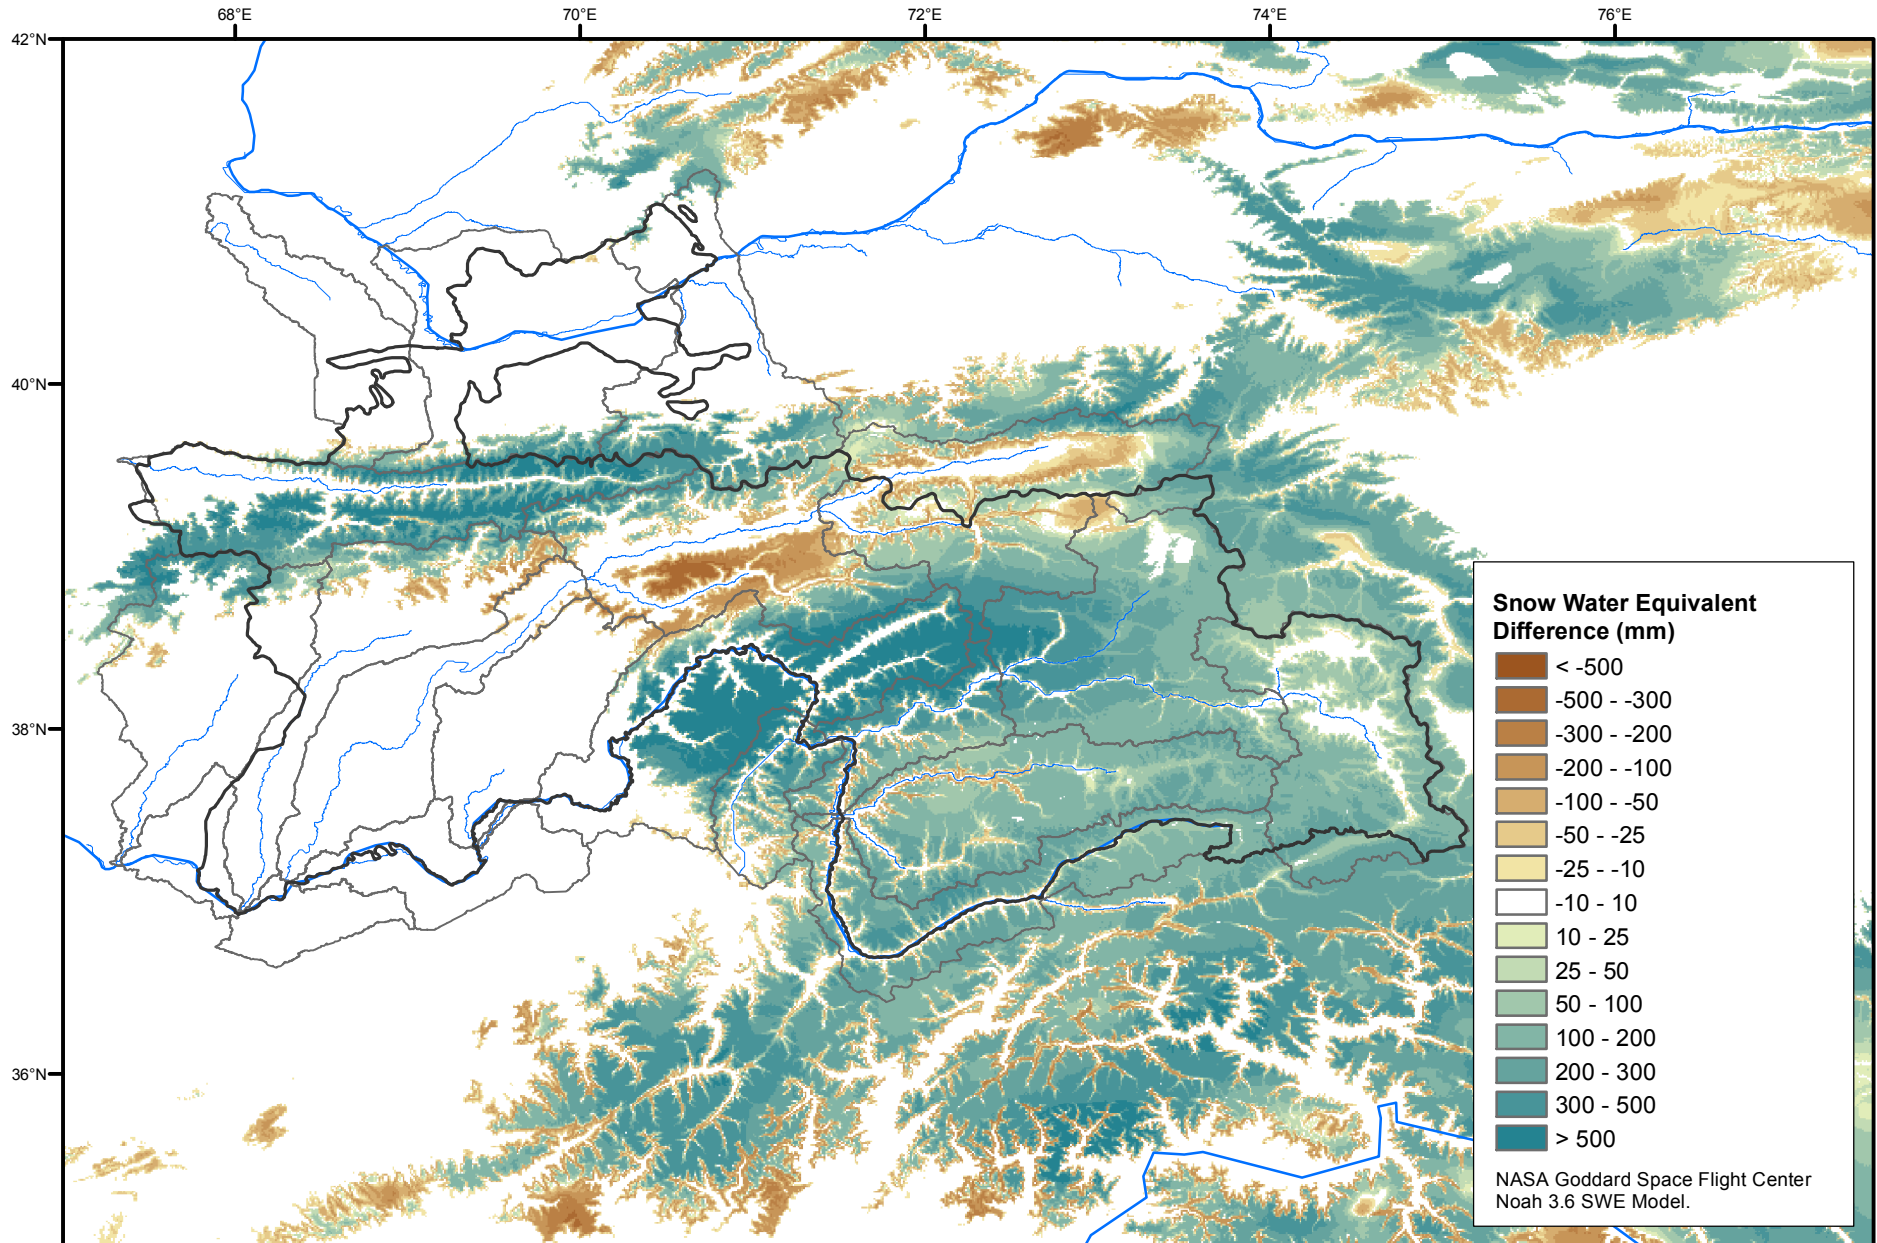 68°E
70°E
72°E
74°E
76°E
42°N
40°N
38°N
36°N
Snow Water Equivalent
Difference (mm)
< -500
-500 - -300
-300 - -200
-200 - -100
-100 - -50
-50 - -25
-25 - -10
-10 - 10
10 - 25
25 - 50
50 - 100
100 - 200
200 - 300
300 - 500
> 500
NASA Goddard Space Flight Center
Noah 3.6 SWE Model.